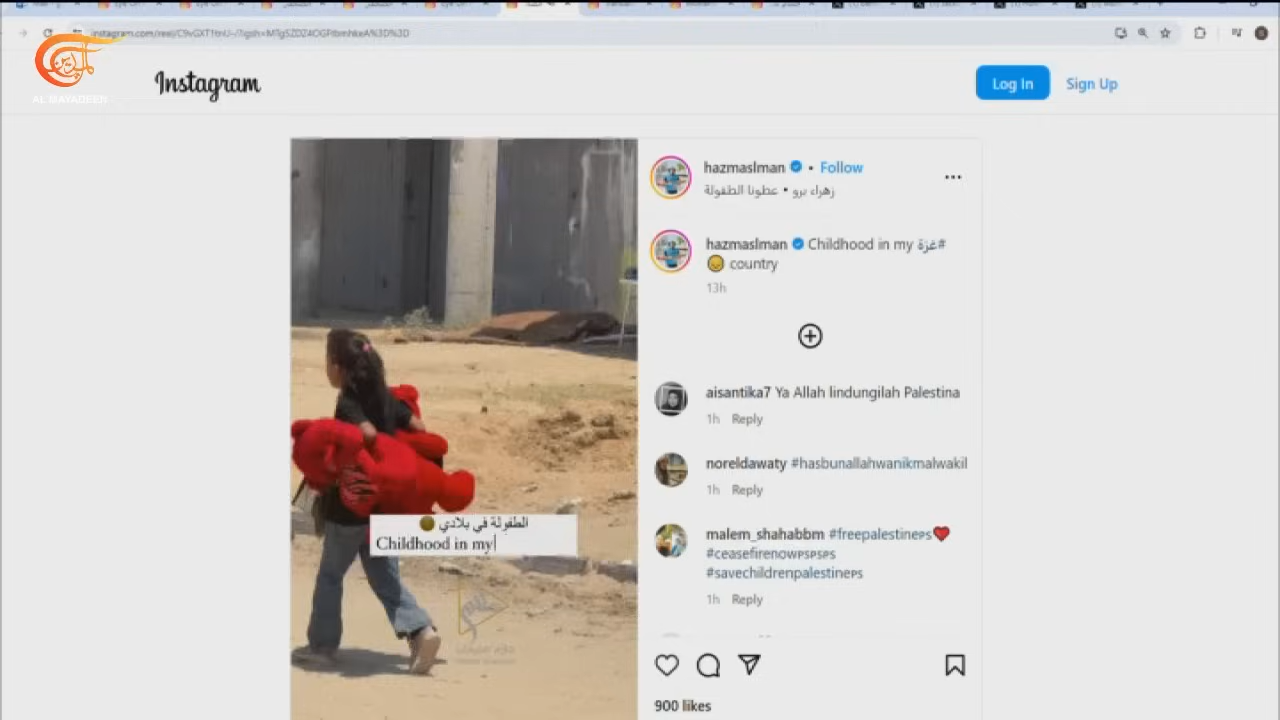 AL MAYADEEN
Instagram
Log In
Sign Up
hazmaslman • Follow
زهراء برو • عطونا الطفولة
hazmaslman Childhood in my #غزة
😞 country
13h
aisantika7 Ya Allah lindungilah Palestina
1h Reply
noreldawaty #hasbunallahwanikmalwakil
1h Reply
malem_shahabbm #freepalestine🇵🇸❤️
#ceasefirenow🇵🇸🇵🇸🇵🇸
#savechildrenpalestine🇵🇸
1h Reply
الطفولة في بلادي
Childhood in my
900 likes